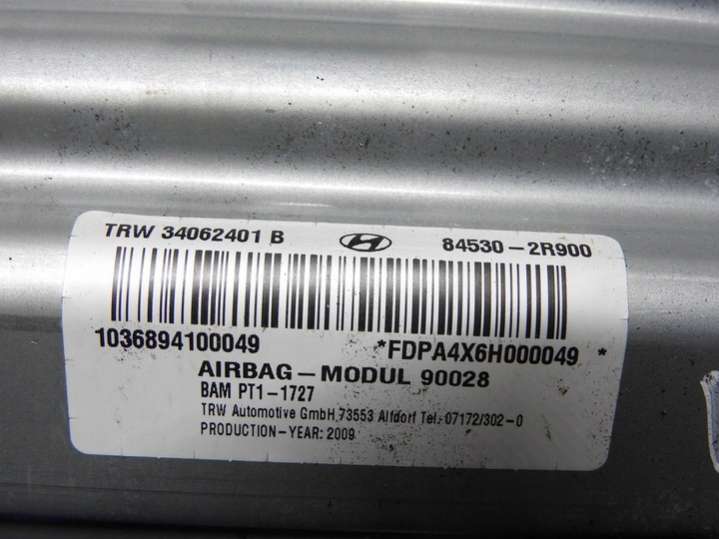 TRW 34062401 B 84530-2R900
1036894100049 *FDPA4X6H000049 *
AIRBAG-MODUL 90028
BAM PT1-1727
TRW Automotive GmbH, 73553 Alfdorf Tel.: 07172/302-0
PRODUCTION-YEAR: 2009